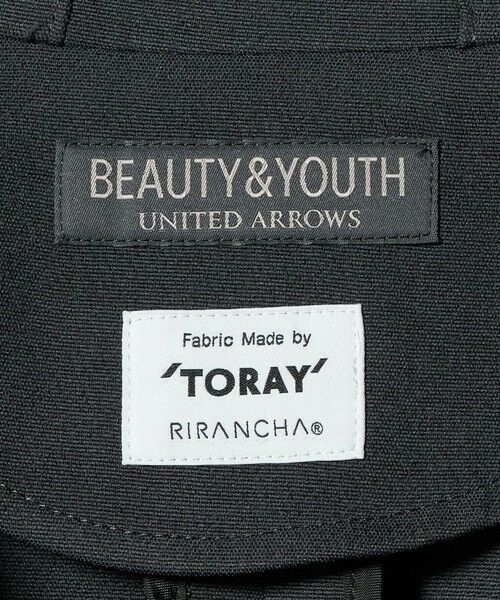 BEAUTY&YOUTH
UNITED ARROWS
Fabric Made by
'TORAY'
RIRANCHA®